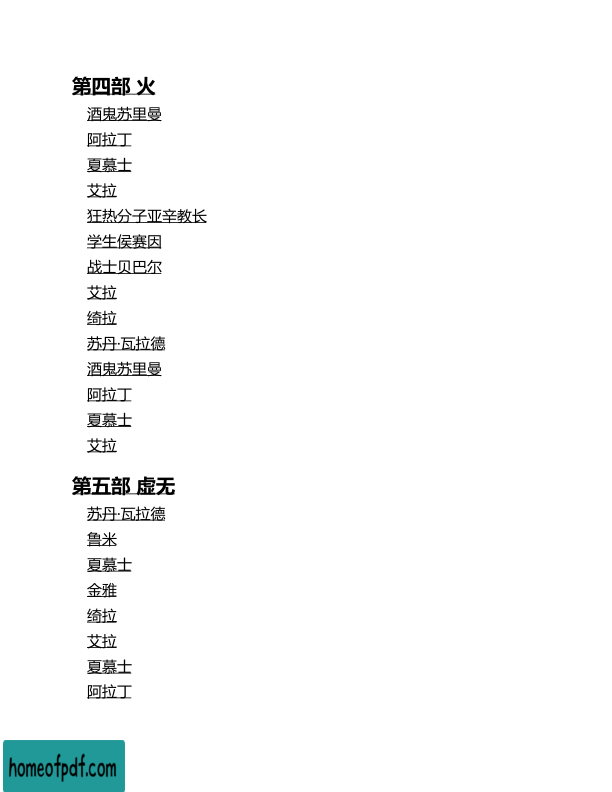 第四部 火
酒鬼苏里曼
阿拉丁
夏慕士
艾拉
狂热分子亚辛教长
学生侯赛因
战士贝巴尔
艾拉
绮拉
苏丹·瓦拉德
酒鬼苏里曼
阿拉丁
夏慕士
艾拉
第五部 虚无
苏丹·瓦拉德
鲁米
夏慕士
金雅
绮拉
艾拉
夏慕士
阿拉丁
homeofpdf.com